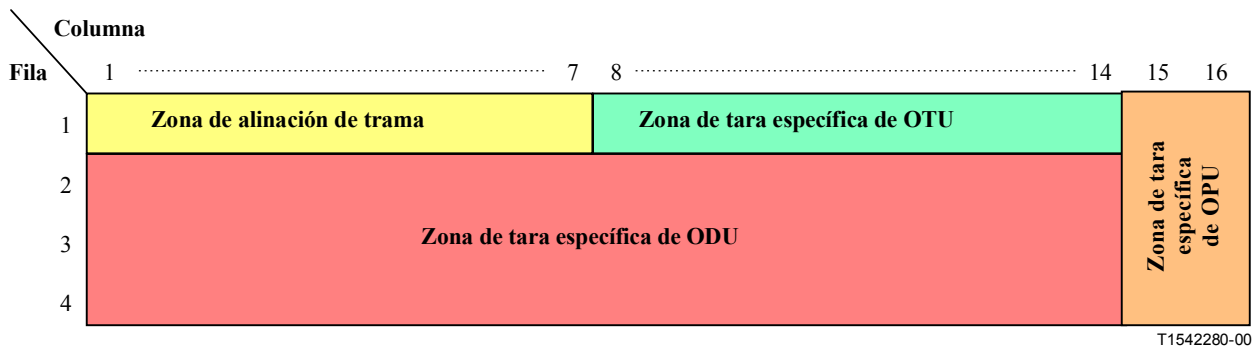 Columna
Fila 1 7 8 14 15 16
1 Zona de alinación de trama Zona de tara específica de OTU
2
3 Zona de tara específica de ODU
4
Zona de tara
específica
de OPU
T1542280-00